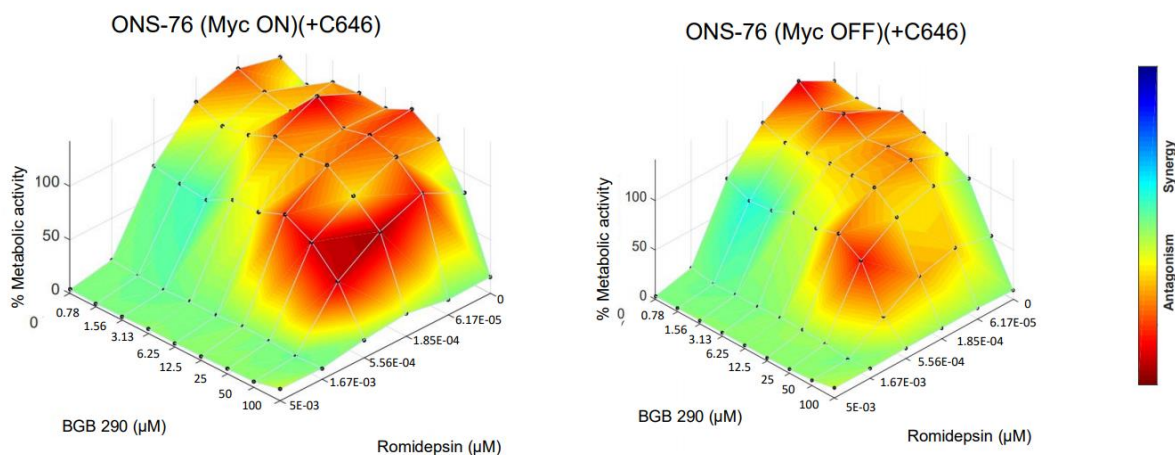 ONS-76 (Myc ON)(+C646)
% Metabolic activity
100
50
0
0
0.78
1.56
3.13
6.25
12.5
25
50
100
BGB 290 (µM)
5E-03
1.67E-03
5.56E-04
1.85E-04
6.17E-05
0
Romidepsin (µM)
ONS-76 (Myc OFF)(+C646)
% Metabolic activity
100
50
0
0
0.78
1.56
3.13
6.25
12.5
25
50
100
BGB 290 (µM)
5E-03
1.67E-03
5.56E-04
1.85E-04
6.17E-05
0
Romidepsin (µM)
Antagonism Synergy